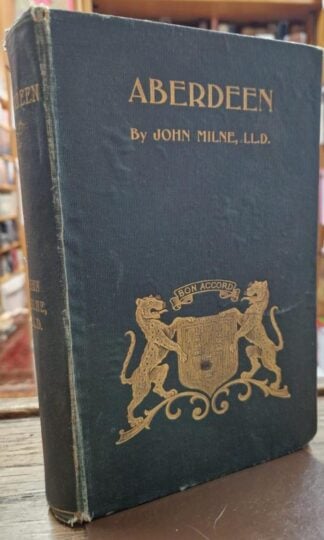 ABERDEEN
BY JOHN MILNE, LL.D.
BON ACCORD